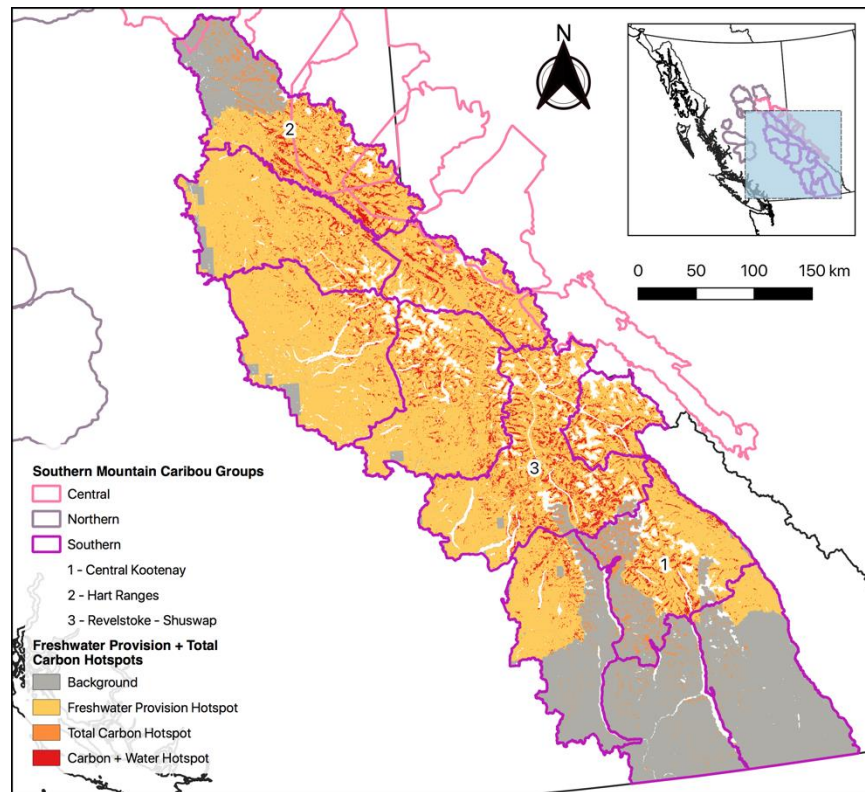 N
2
0 50 100 150 km
3
1
Southern Mountain Caribou Groups
Central
Northern
Southern
1 - Central Kootenay
2 - Hart Ranges
3 - Revelstoke - Shuswap
Freshwater Provision + Total
Carbon Hotspots
Background
Freshwater Provision Hotspot
Total Carbon Hotspot
Carbon + Water Hotspot